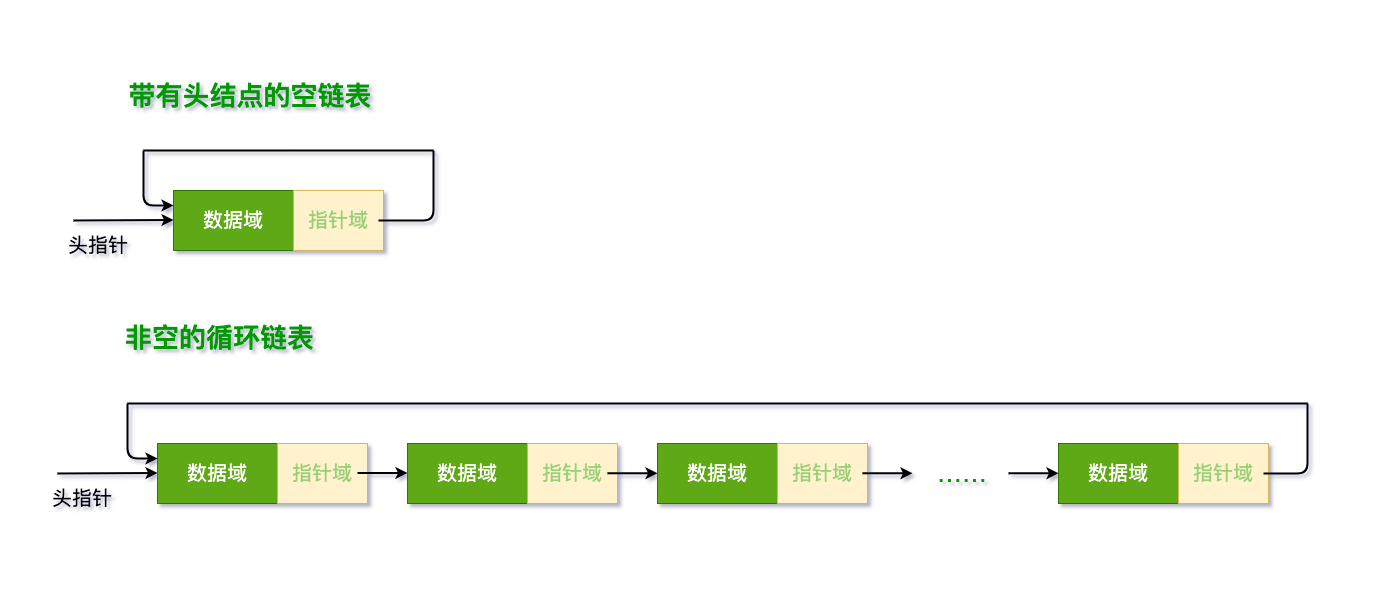 带有头结点的空链表
数据域 指针域
头指针
非空的循环链表
数据域 指针域 数据域 指针域 数据域 指针域 ...... 数据域 指针域
头指针